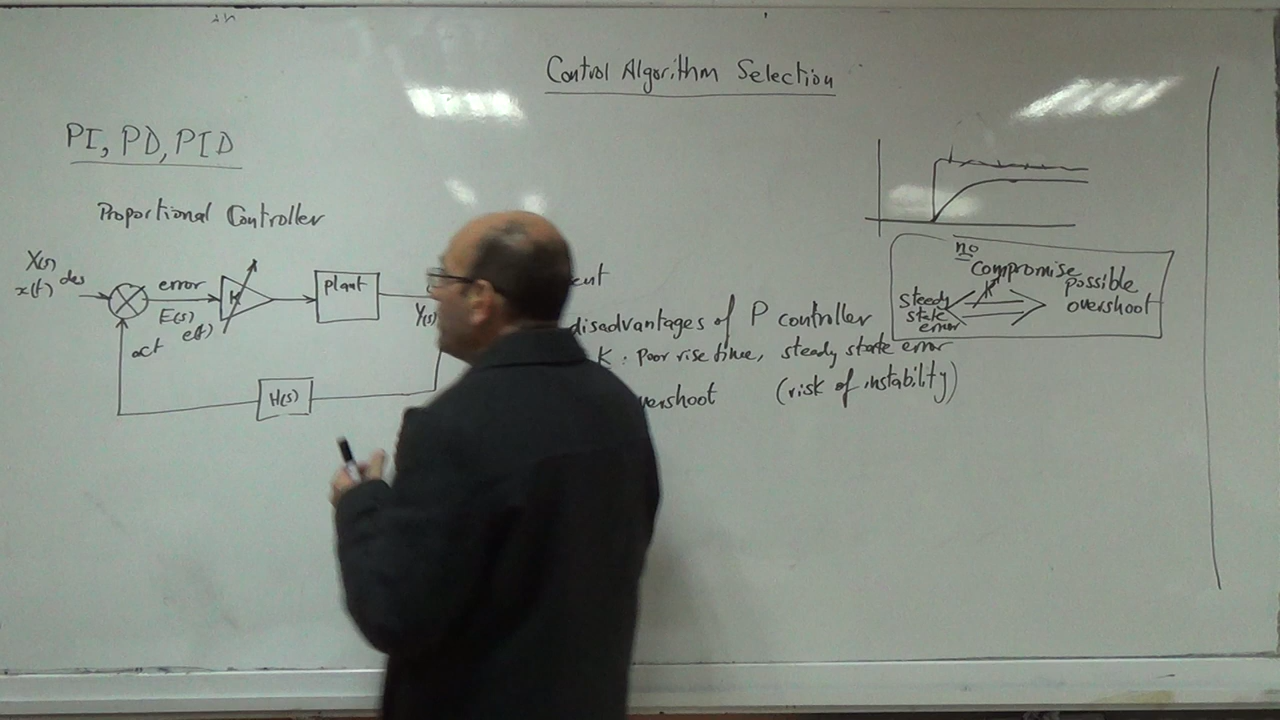 Control Algorithm Selection
PI, PD, PID
Proportional Controller
X(s)
x(t) des
error
K
Plant
E(s)
e(t)
act
Y(s)
H(s)
disadvantages of P controller
K : Poor rise time, steady state error
overshoot (risk of instability)
no
compromise
steady
state
error
possible
overshoot